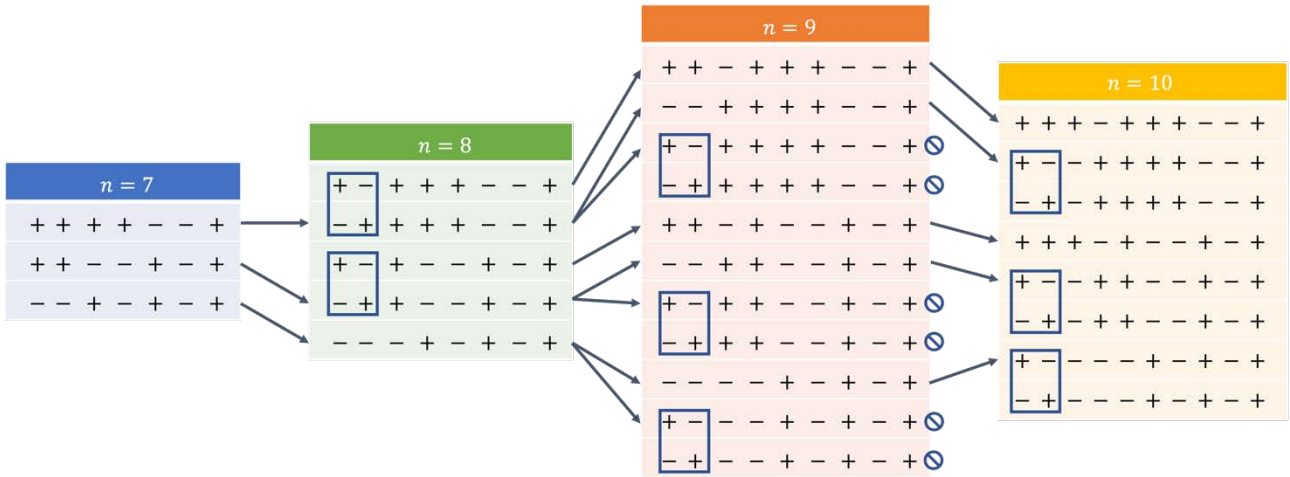 n = 7
+ + + + − − +
+ + − − + − +
− − + − + − +
n = 8
+ − + + + − − +
− + + + + − − +
+ − + − − + − +
− + + − − + − +
− − − + − + − +
n = 9
+ + − + + + − − +
− − + + + + − − +
+ − + + + + − − +
− + + + + + − − +
+ + − + − − + − +
− − + + − − + − +
+ − + + − − + − +
− + + + − − + − +
− − − − + − + − +
+ − − − + − + − +
− + − − + − + − +
n = 10
+ + + − + + + − − +
+ − − + + + + − − +
− + − + + + + − − +
+ + + − + − − + − +
+ − − + + − − + − +
− + − + + − − + − +
+ − − − − + − + − +
− + − − − + − + − +